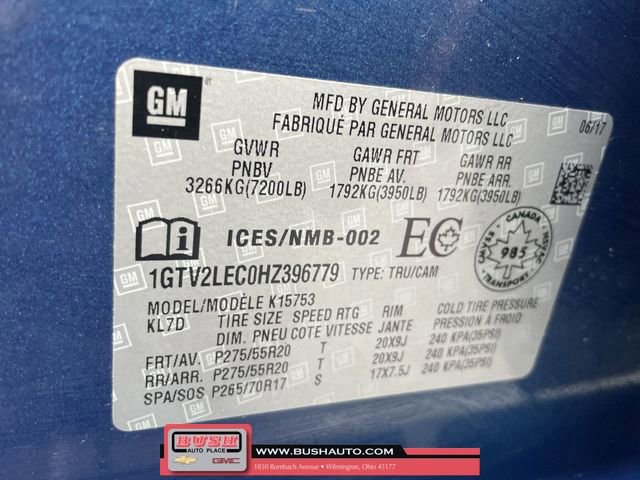 GM
MFD BY GENERAL MOTORS LLC
FABRIQUÉ PAR GENERAL MOTORS LLC
06/17
GVWR GAWR FRT GAWR RR
PNBV PNBE AV. PNBE ARR.
3266KG(7200LB) 1792KG(3950LB) 1792KG(3950LB)
ICES/NMB-002 EC
CANADA
985
TRANSPORT
1GTV2LEC0HZ396779 TYPE: TRU/CAM
MODEL/MODÈLE K15753
KL7D TIRE SIZE SPEED RTG RIM COLD TIRE PRESSURE
DIM. PNEU COTE VITESSE JANTE PRESSION A FROID
FRT/AV. P275/55R20 T 20X9J 240 KPA(35PSI)
RR/ARR. P275/55R20 T 20X9J 240 KPA(35PSI)
SPA/SOS P265/70R17 S 17X7.5J 240 KPA(35PSI)
BUSH
AUTO PLACE
GMC
WWW.BUSHAUTO.COM
1850 Rombach Avenue • Wilmington, Ohio 45177